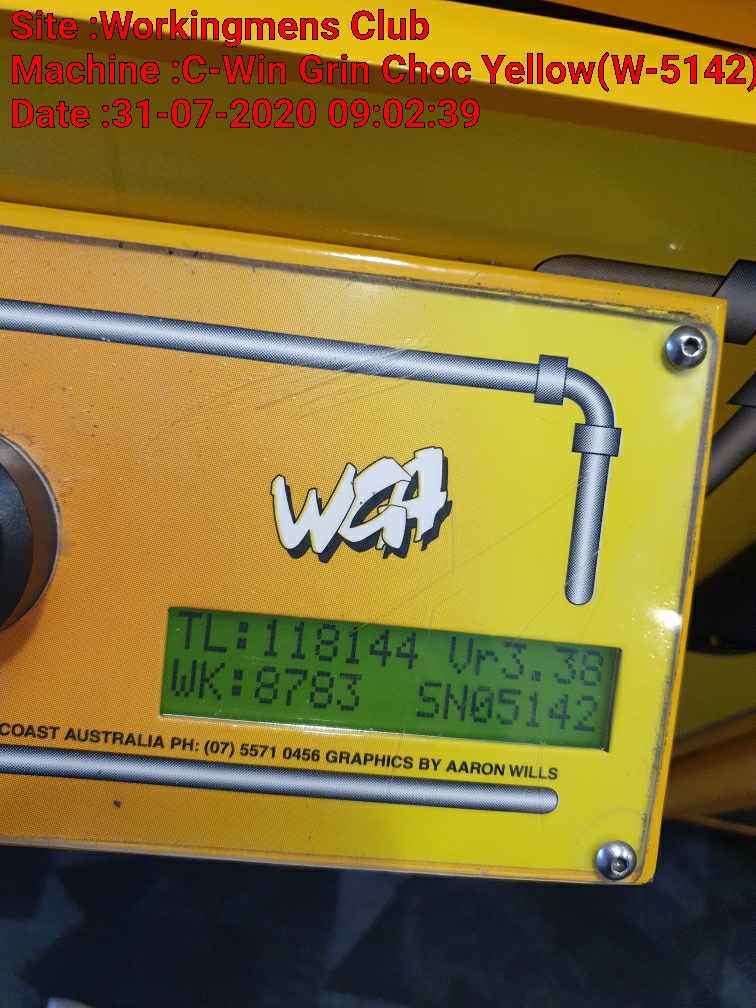 Site :Workingmens Club
Machine :C-Win Grin Choc Yellow(W-5142)
Date :31-07-2020 09:02:39
WGA
TL:118144 Vr3.38
WK:8783 SN05142
COAST AUSTRALIA PH: (07) 5571 0456 GRAPHICS BY AARON WILLS